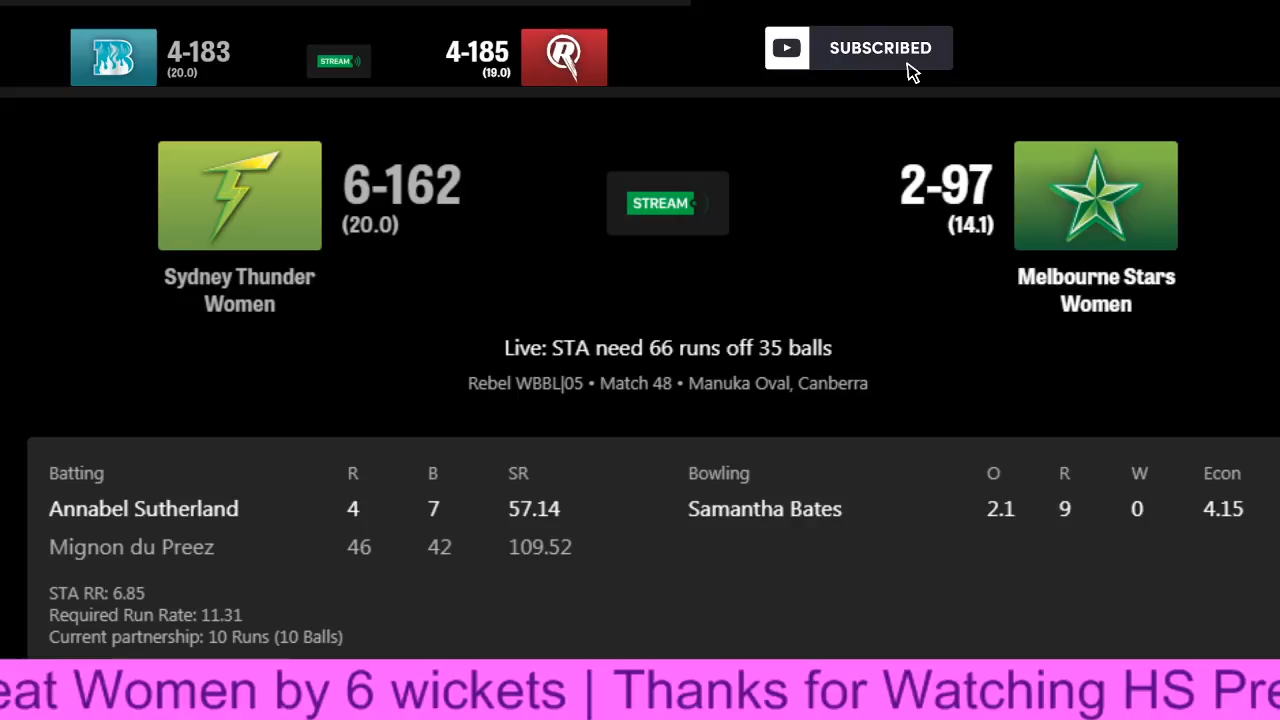 4-183
(20.0)
STREAM
4-185
(19.0)
SUBSCRIBED
6-162
(20.0)
STREAM
2-97
(14.1)
Sydney Thunder
Women
Melbourne Stars
Women
Live: STA need 66 runs off 35 balls
Rebel WBBL|05 • Match 48 • Manuka Oval, Canberra
Batting R B SR Bowling O R W Econ
Annabel Sutherland 4 7 57.14 Samantha Bates 2.1 9 0 4.15
Mignon du Preez 46 42 109.52
STA RR: 6.85
Required Run Rate: 11.31
Current partnership: 10 Runs (10 Balls)
eat Women by 6 wickets | Thanks for Watching HS Pre